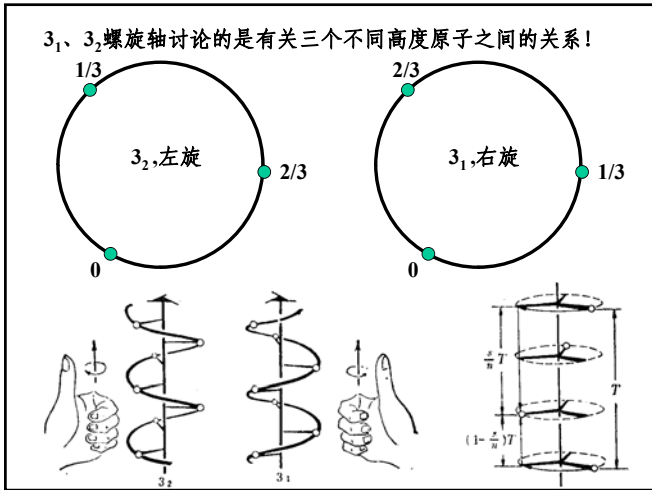 3₁、3₂螺旋轴讨论的是有关三个不同高度原子之间的关系！
1/3
3₂,左旋
2/3
0
2/3
3₁,右旋
1/3
0
3₂
3₁
s/n T
(1-s/n)T
T